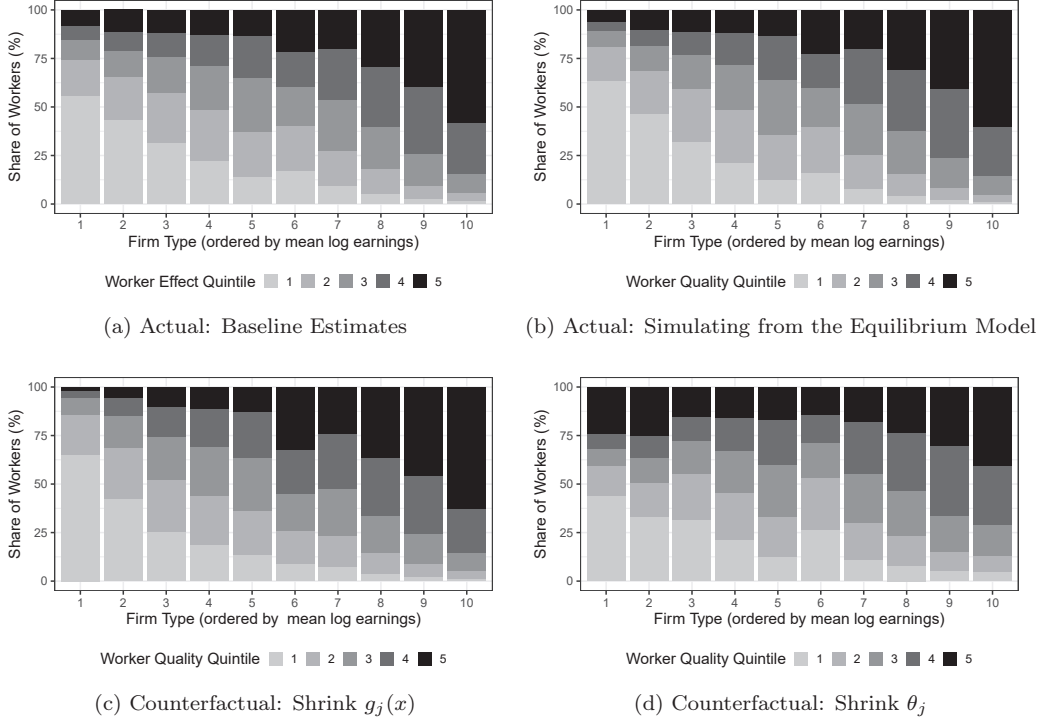 Share of Workers (%)
100
75
50
25
0
1 2 3 4 5 6 7 8 9 10
Firm Type (ordered by mean log earnings)
Worker Effect Quintile 1 2 3 4 5
(a) Actual: Baseline Estimates
Share of Workers (%)
100
75
50
25
0
1 2 3 4 5 6 7 8 9 10
Firm Type (ordered by mean log earnings)
Worker Quality Quintile 1 2 3 4 5
(b) Actual: Simulating from the Equilibrium Model
Share of Workers (%)
100
75
50
25
0
1 2 3 4 5 6 7 8 9 10
Firm Type (ordered by mean log earnings)
Worker Quality Quintile 1 2 3 4 5
(c) Counterfactual: Shrink g_j(x)
Share of Workers (%)
100
75
50
25
0
1 2 3 4 5 6 7 8 9 10
Firm Type (ordered by mean log earnings)
Worker Quality Quintile 1 2 3 4 5
(d) Counterfactual: Shrink θ_j